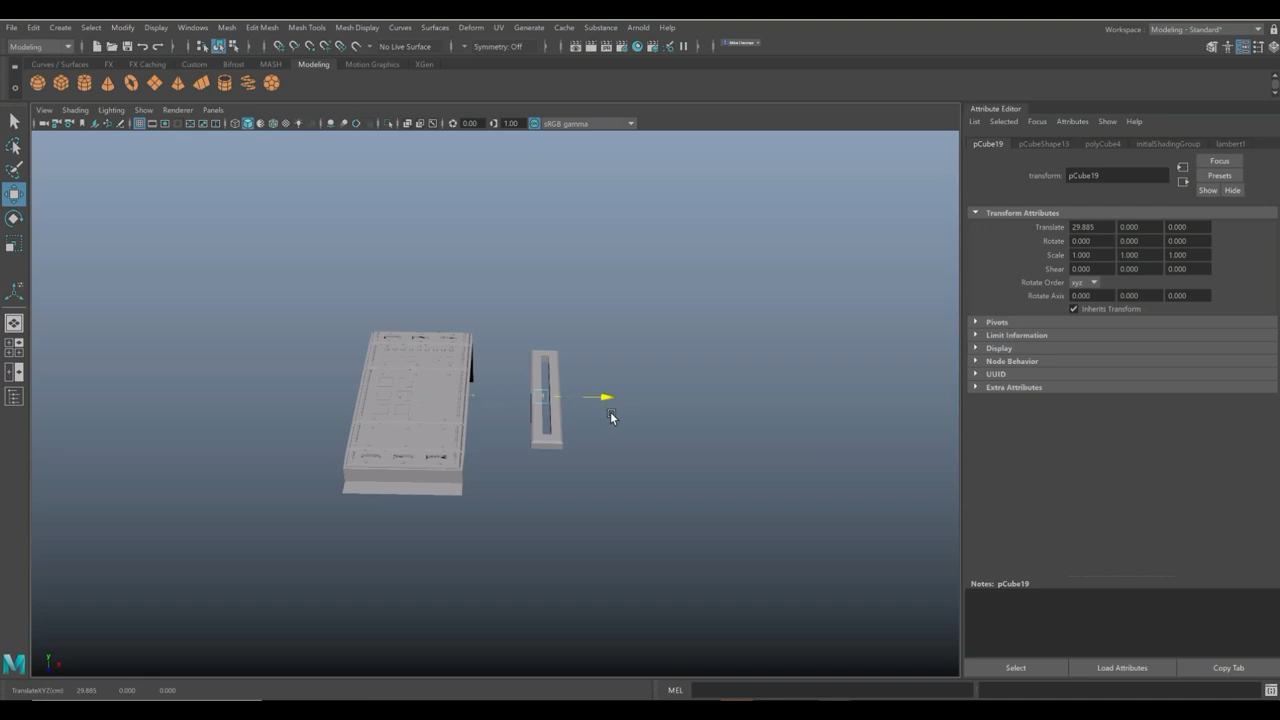 File Edit Create Select Modify Display Windows Mesh Edit Mesh Mesh Tools Mesh Display Curves Surfaces Deform UV Generate Cache Substance Arnold Help
Workspace: Modeling - Standard*
Modeling No Live Surface Symmetry: Off
Curves / Surfaces FX FX Caching Custom Bifrost MASH Modeling Motion Graphics XGen
View Shading Lighting Show Renderer Panels
0.00 1.00 sRGB gamma
Attribute Editor
List Selected Focus Attributes Show Help
pCube19 pCubeShape13 polyCube4 initialShadingGroup lambert1
Focus
transform: pCube19 Presets
Show Hide
Transform Attributes
Translate 29.885 0.000 0.000
Rotate 0.000 0.000 0.000
Scale 1.000 1.000 1.000
Shear 0.000 0.000 0.000
Rotate Order xyz
Rotate Axis 0.000 0.000 0.000
Inherits Transform
Pivots
Limit Information
Display
Node Behavior
UUID
Extra Attributes
Notes: pCube19
Select Load Attributes Copy Tab
y
x
TranslateXYZ(cm) 29.885 0.000 0.000 MEL